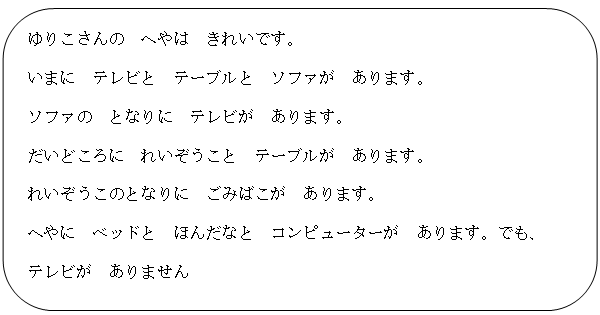 ゆりこさんの　へやは　きれいです。
いまに　テレビと　テーブルと　ソファが　あります。
ソファの　となりに　テレビが　あります。
だいどころに　れいぞうこと　テーブルが　あります。
れいぞうこのとなりに　ごみばこが　あります。
へやに　ベッドと　ほんだなと　コンピューターが　あります。でも、
テレビが　ありません